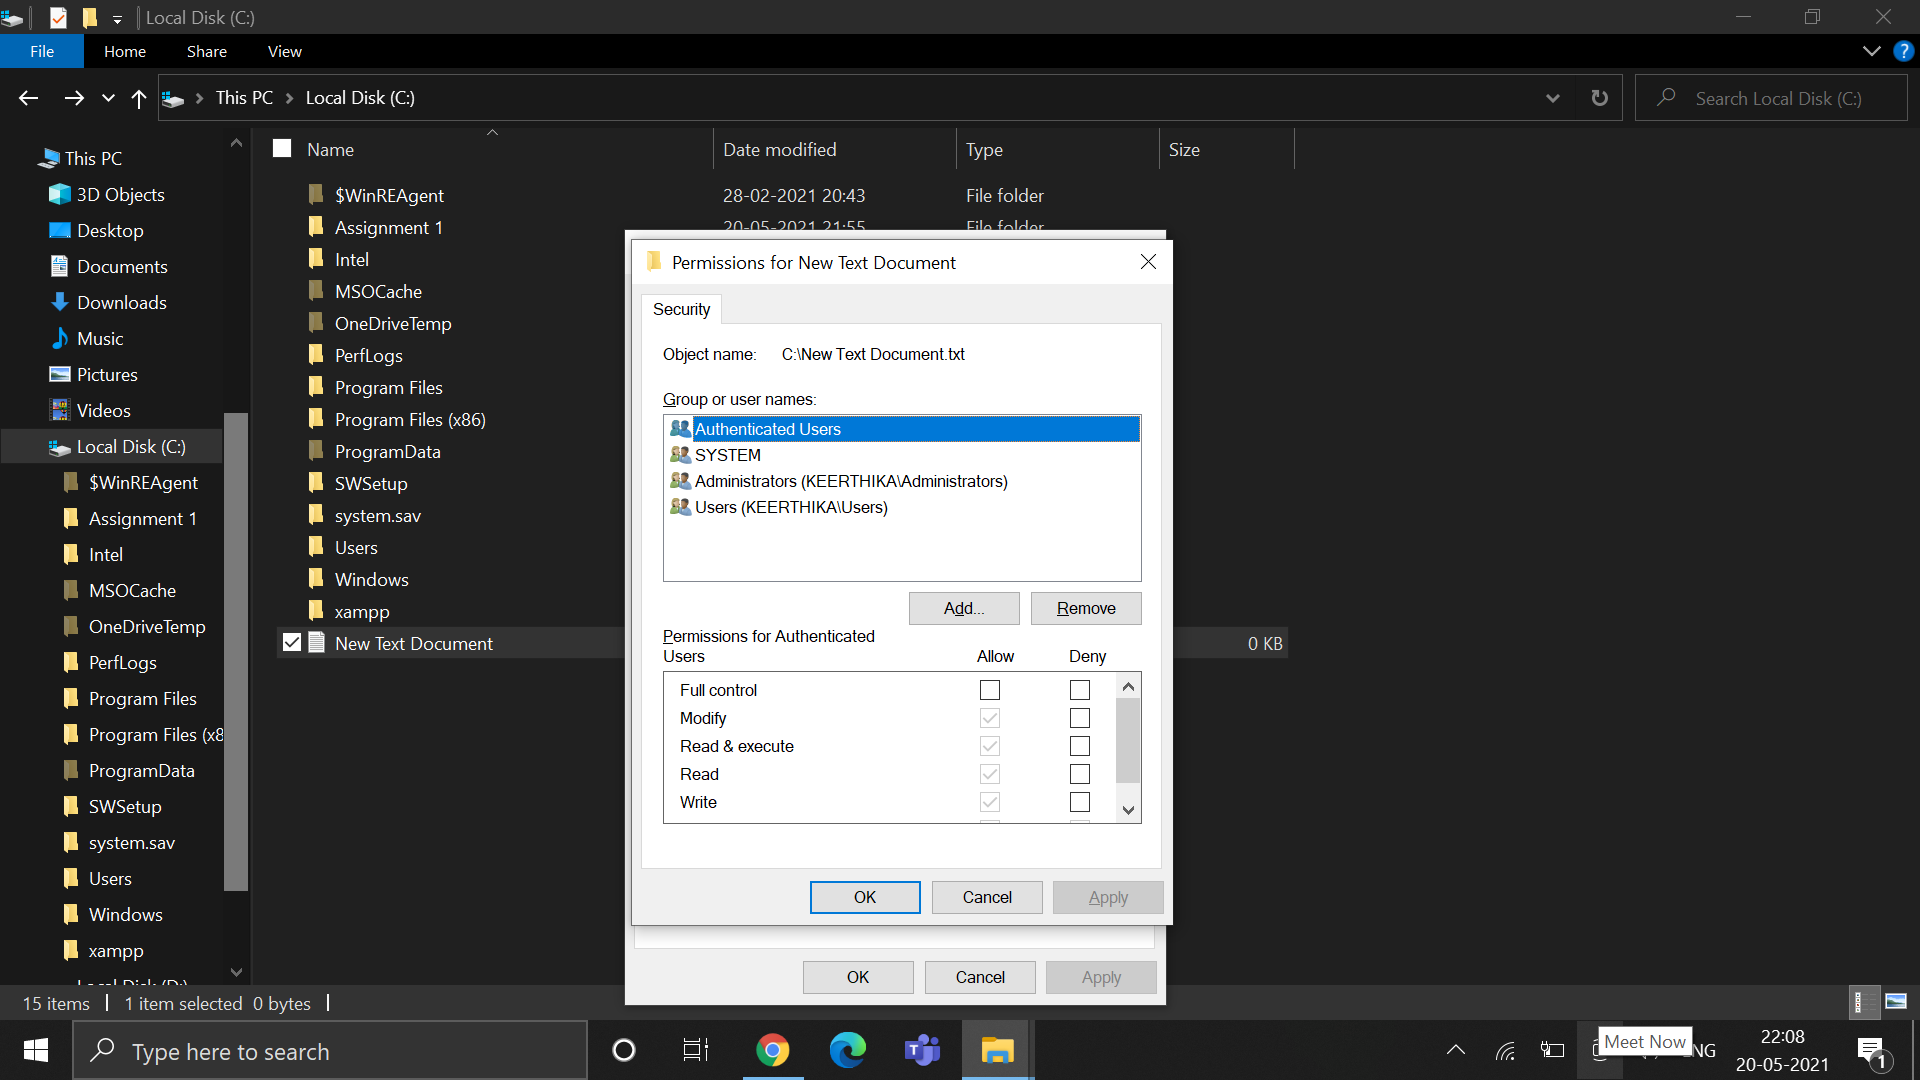 Local Disk (C:)
File Home Share View
This PC Local Disk (C:) Search Local Disk (C:)
Name Date modified Type Size
This PC
3D Objects
Desktop
Documents
Downloads
Music
Pictures
Videos
Local Disk (C:)
$WinREAgent
Assignment 1
Intel
MSOCache
OneDriveTemp
PerfLogs
Program Files
Program Files (x8
ProgramData
SWSetup
system.sav
Users
Windows
xampp
Local Disk (D:)
$WinREAgent 28-02-2021 20:43 File folder
Assignment 1 20-05-2021 21:55 File folder
Intel
MSOCache
OneDriveTemp
PerfLogs
Program Files
Program Files (x86)
ProgramData
SWSetup
system.sav
Users
Windows
xampp
New Text Document 0 KB
Permissions for New Text Document
Security
Object name: C:\New Text Document.txt
Group or user names:
Authenticated Users
SYSTEM
Administrators (KEERTHIKA\Administrators)
Users (KEERTHIKA\Users)
Add... Remove
Permissions for Authenticated
Users Allow Deny
Full control
Modify
Read & execute
Read
Write
OK Cancel Apply
OK Cancel Apply
15 items 1 item selected 0 bytes
Type here to search
Meet Now
NG
22:08
20-05-2021
1